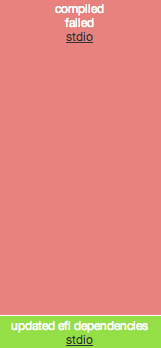 compiled
failed
stdio
updated efl dependencies
stdio